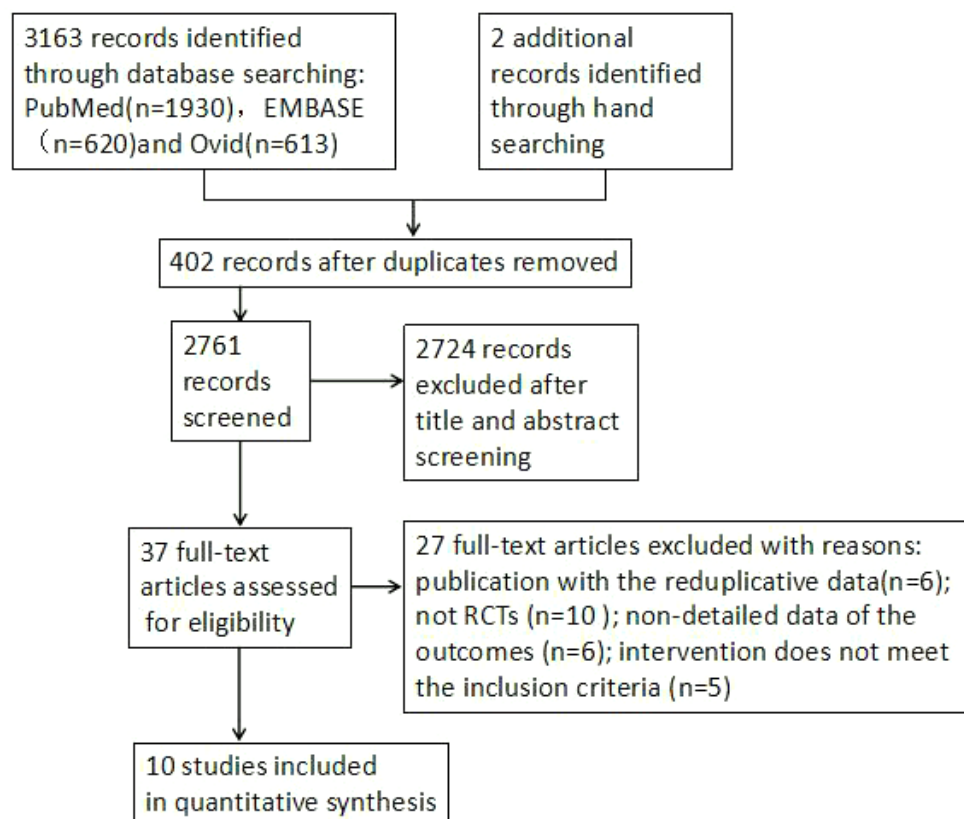 3163 records identified
through database searching:
PubMed(n=1930)，EMBASE
（n=620)and Ovid(n=613)
2 additional
records identified
through hand
searching
402 records after duplicates removed
2761
records
screened
2724 records
excluded after
title and abstract
screening
37 full-text
articles assessed
for eligibility
27 full-text articles excluded with reasons:
publication with the reduplicative data(n=6);
not RCTs (n=10 ); non-detailed data of the
outcomes (n=6); intervention does not meet
the inclusion criteria (n=5)
10 studies included
in quantitative synthesis